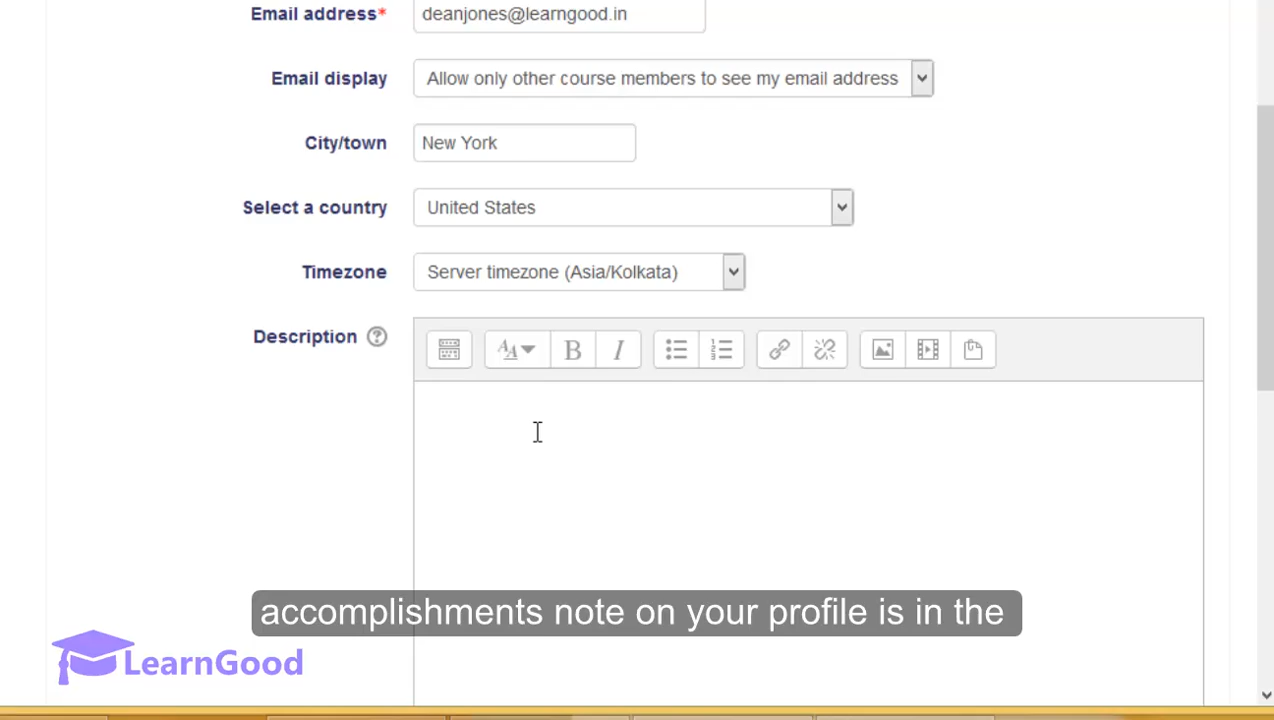 Email address* deanjones@learngood.in
Email display Allow only other course members to see my email address
City/town New York
Select a country United States
Timezone Server timezone (Asia/Kolkata)
Description
accomplishments note on your profile is in the
LearnGood